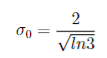 σ₀ = 2 / √ln3